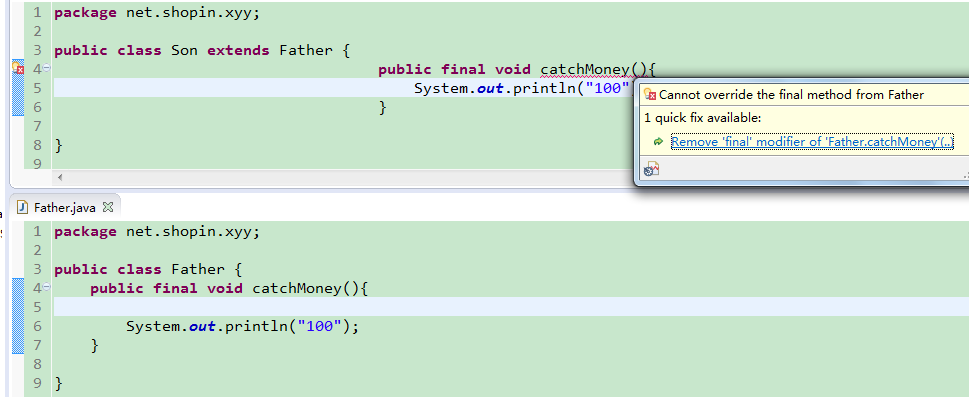 1 package net.shopin.xyy;
2
3 public class Son extends Father {
4 public final void catchMoney(){
5 System.out.println("100"
6 }
7
8 }
9
Cannot override the final method from Father
1 quick fix available:
Remove 'final' modifier of 'Father.catchMoney'(..)
Father.java
1 package net.shopin.xyy;
2
3 public class Father {
4 public final void catchMoney(){
5
6 System.out.println("100");
7 }
8
9 }